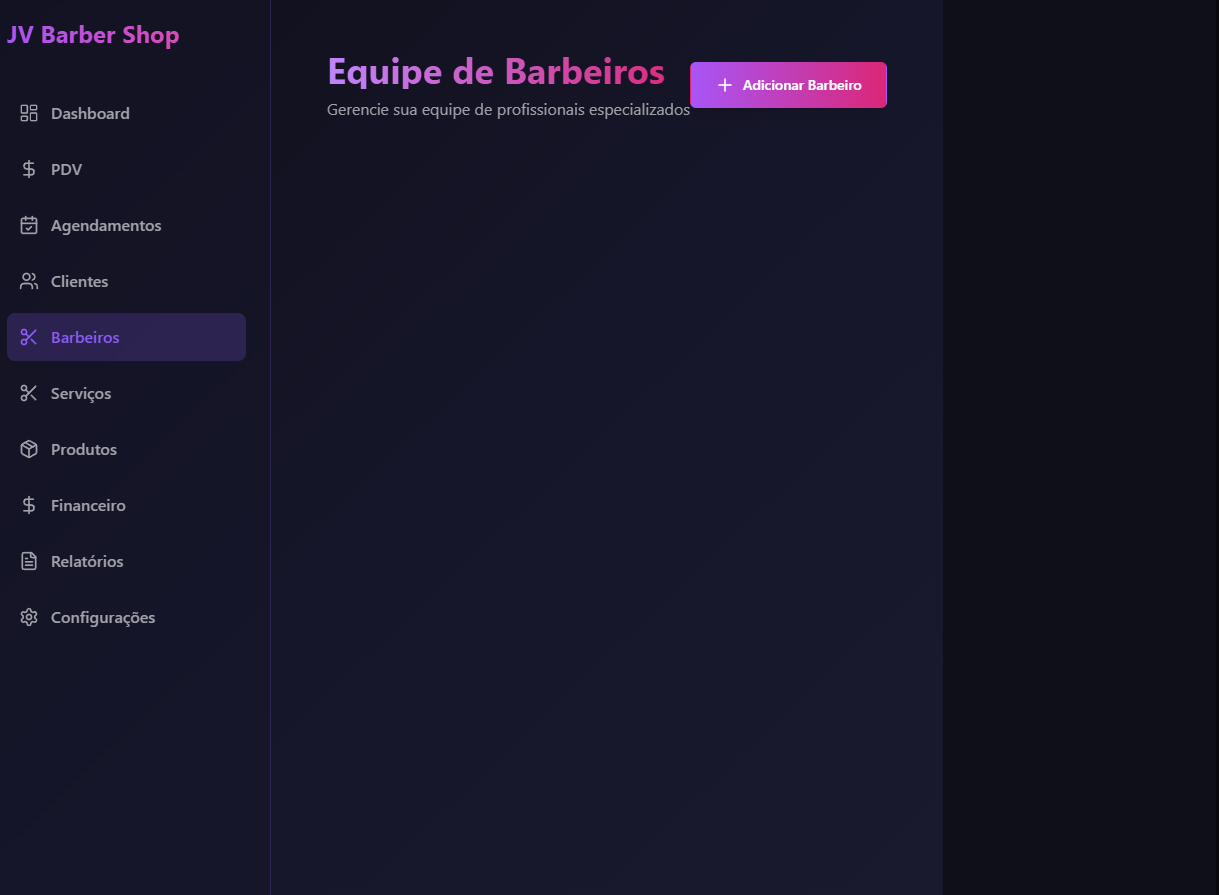 JV Barber Shop
Dashboard
PDV
Agendamentos
Clientes
Barbeiros
Serviços
Produtos
Financeiro
Relatórios
Configurações
Equipe de Barbeiros
Gerencie sua equipe de profissionais especializados
Adicionar Barbeiro